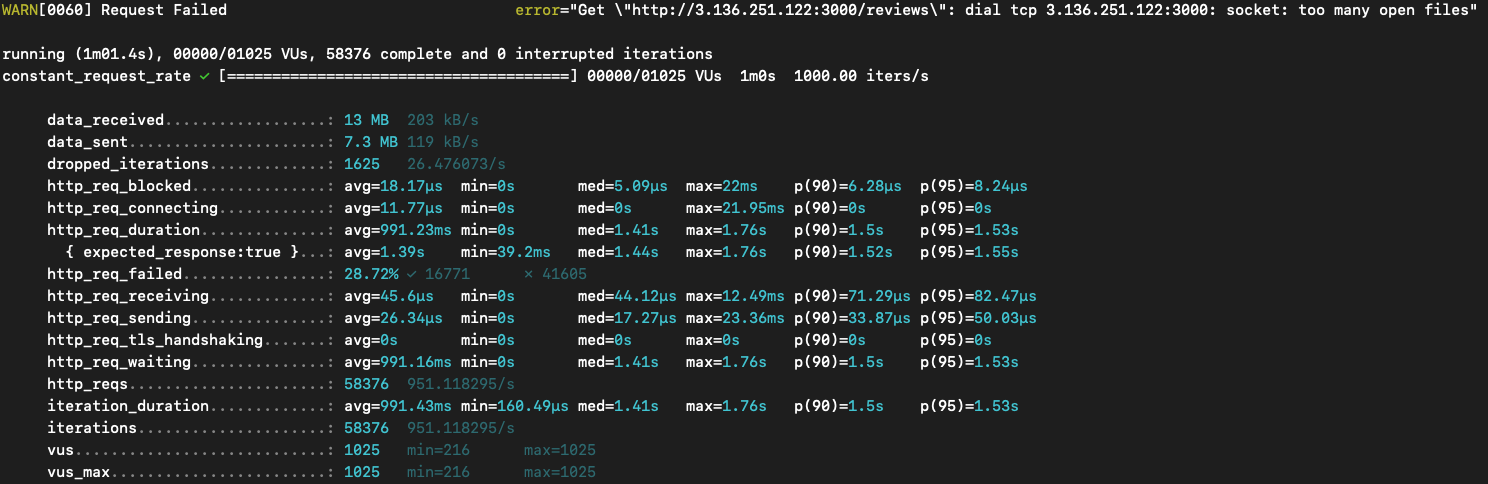 WARN[0060] Request Failed error="Get \"http://3.136.251.122:3000/reviews\": dial tcp 3.136.251.122:3000: socket: too many open files"
running (1m01.4s), 00000/01025 VUs, 58376 complete and 0 interrupted iterations
constant_request_rate ✓ [======================================] 00000/01025 VUs 1m0s 1000.00 iters/s
data_received..................: 13 MB 203 kB/s
data_sent......................: 7.3 MB 119 kB/s
dropped_iterations.............: 1625 26.476073/s
http_req_blocked...............: avg=18.17µs min=0s med=5.09µs max=22ms p(90)=6.28µs p(95)=8.24µs
http_req_connecting............: avg=11.77µs min=0s med=0s max=21.95ms p(90)=0s p(95)=0s
http_req_duration..............: avg=991.23ms min=0s med=1.41s max=1.76s p(90)=1.5s p(95)=1.53s
{ expected_response:true }...: avg=1.39s min=39.2ms med=1.44s max=1.76s p(90)=1.52s p(95)=1.55s
http_req_failed................: 28.72% ✓ 16771 ✗ 41605
http_req_receiving.............: avg=45.6µs min=0s med=44.12µs max=12.49ms p(90)=71.29µs p(95)=82.47µs
http_req_sending...............: avg=26.34µs min=0s med=17.27µs max=23.36ms p(90)=33.87µs p(95)=50.03µs
http_req_tls_handshaking.......: avg=0s min=0s med=0s max=0s p(90)=0s p(95)=0s
http_req_waiting...............: avg=991.16ms min=0s med=1.41s max=1.76s p(90)=1.5s p(95)=1.53s
http_reqs......................: 58376 951.118295/s
iteration_duration.............: avg=991.43ms min=160.49µs med=1.41s max=1.76s p(90)=1.5s p(95)=1.53s
iterations.....................: 58376 951.118295/s
vus............................: 1025 min=216 max=1025
vus_max........................: 1025 min=216 max=1025